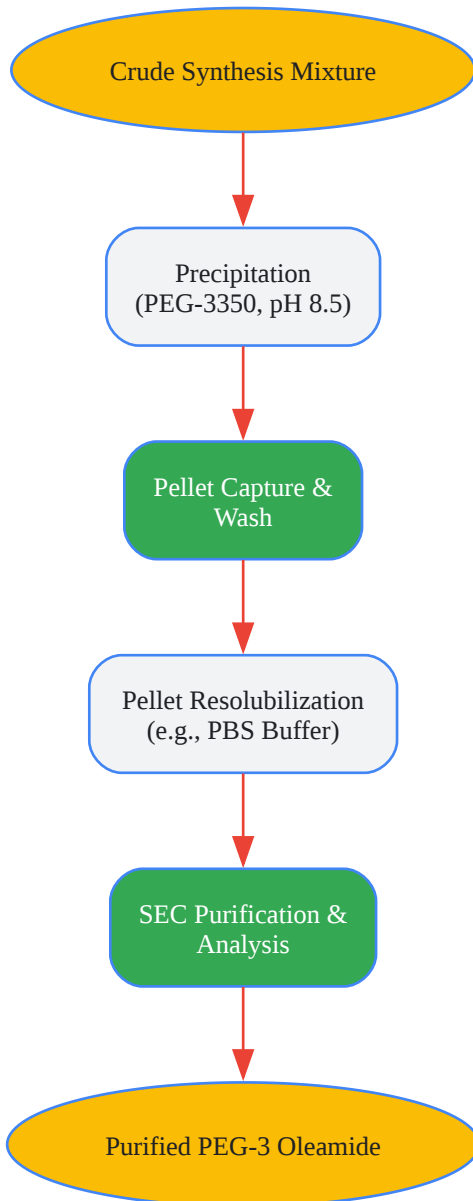 Crude Synthesis Mixture
Precipitation
(PEG-3350, pH 8.5)
Pellet Capture &
Wash
Pellet Resolubilization
(e.g., PBS Buffer)
SEC Purification &
Analysis
Purified PEG-3 Oleamide